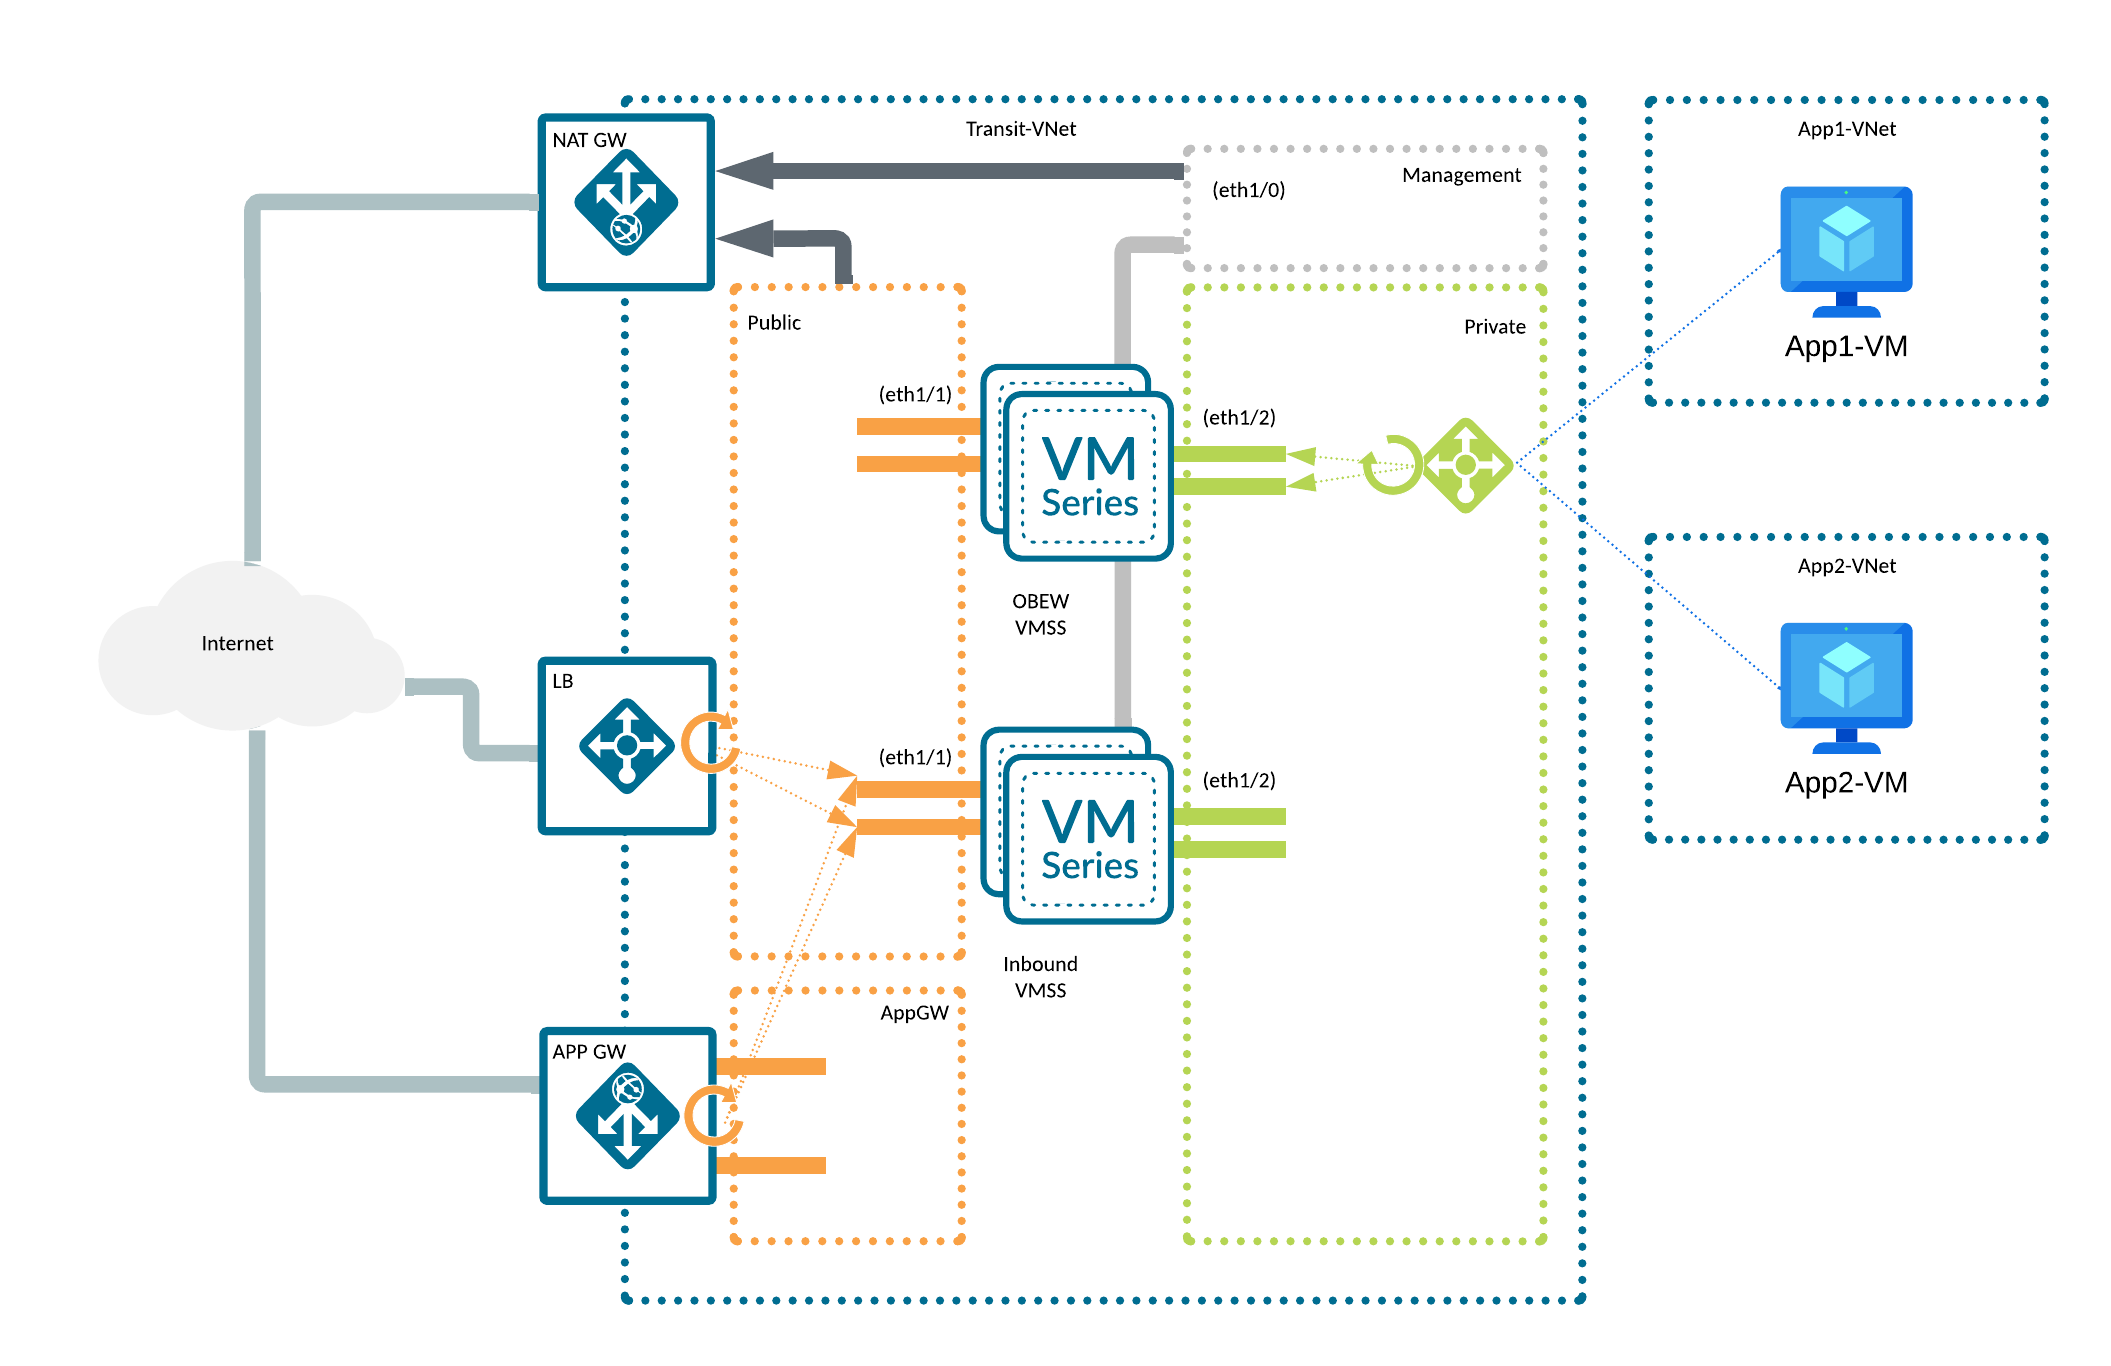 NAT GW
Transit-VNet
Management
(eth1/0)
App1-VNet
App1-VM
Public
Private
(eth1/1)
(eth1/2)
VM
Series
OBEW
VMSS
App2-VNet
App2-VM
Internet
LB
(eth1/1)
(eth1/2)
VM
Series
Inbound
VMSS
AppGW
APP GW